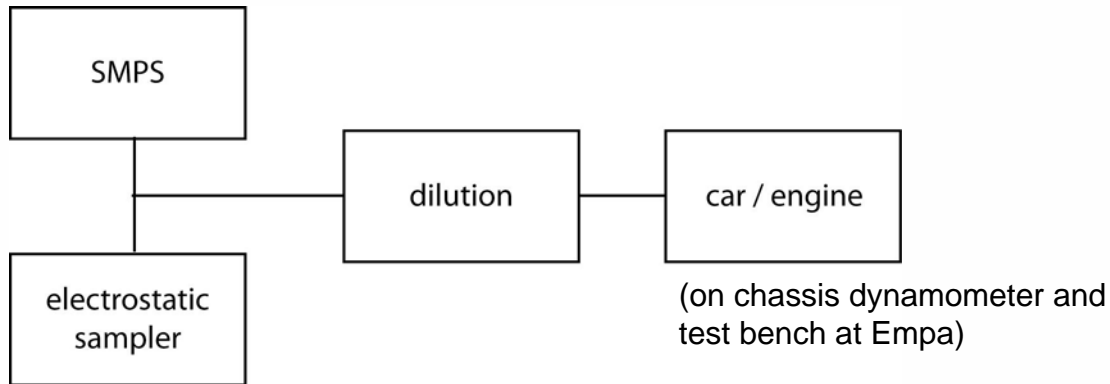 SMPS
dilution
car / engine
electrostatic
sampler
(on chassis dynamometer and
test bench at Empa)